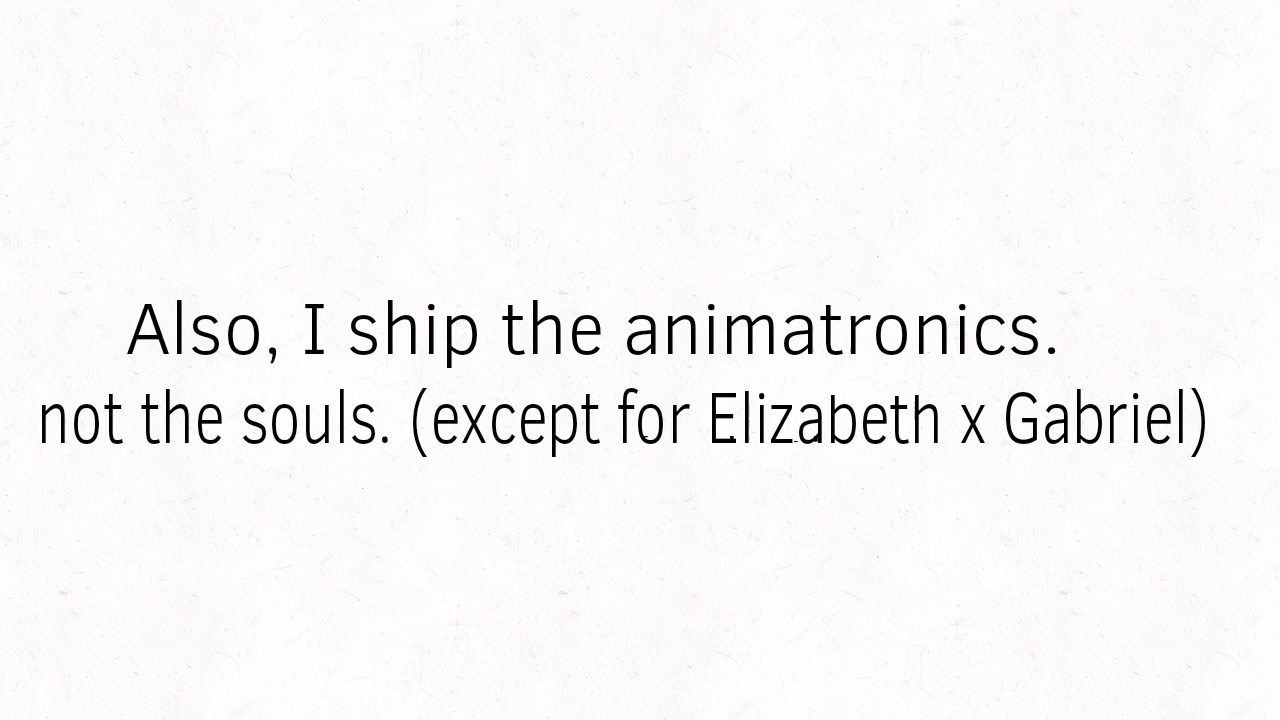 Also, I ship the animatronics.
not the souls. (except for Elizabeth x Gabriel)